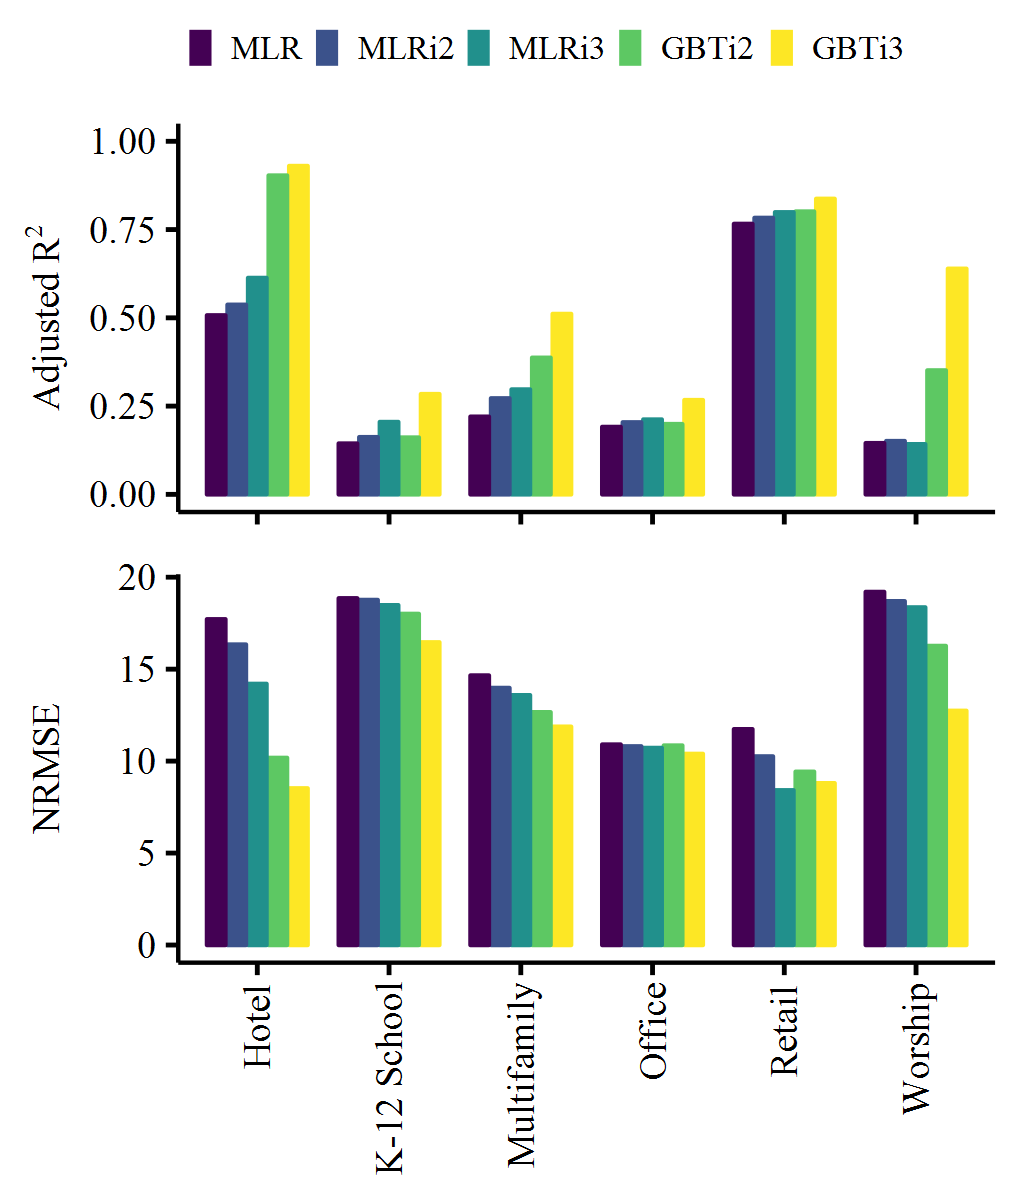 MLR MLRi2 MLRi3 GBTi2 GBTi3
Adjusted R²
1.00
0.75
0.50
0.25
0.00
NRMSE
20
15
10
5
0
Hotel
K-12 School
Multifamily
Office
Retail
Worship